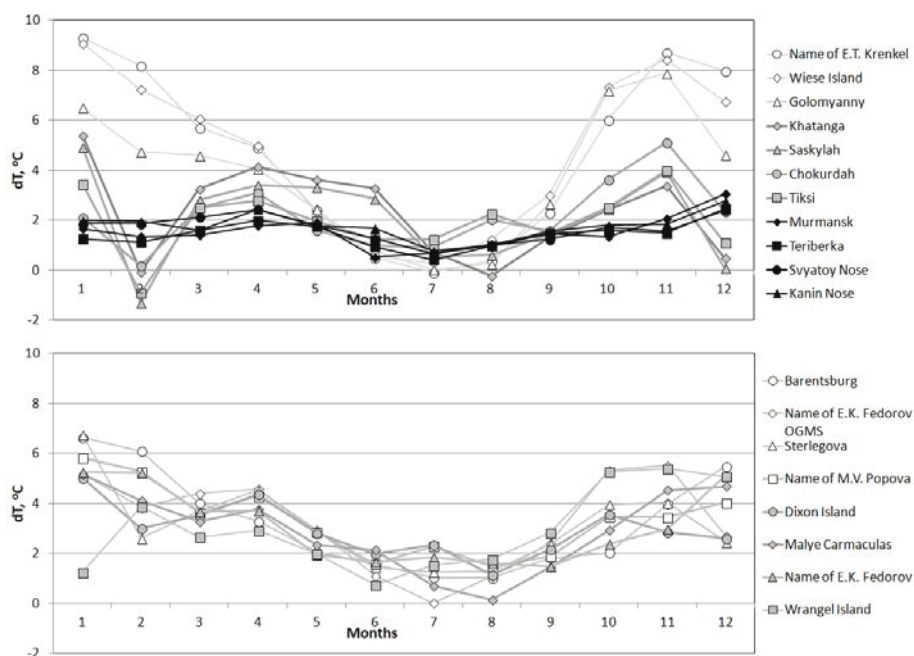 10
8
6
4
2
0
-2
dT, °C
1 2 3 4 5 6 7 8 9 10 11 12
Months
Name of E.T. Krenkel
Wiese Island
Golomyanny
Khatanga
Saskylah
Chokurdah
Tiksi
Murmansk
Teriberka
Svyatoy Nose
Kanin Nose
10
8
6
4
2
0
-2
dT, °C
1 2 3 4 5 6 7 8 9 10 11 12
Months
Barentsburg
Name of E.K. Fedorov
OGMS
Sterlegova
Name of M.V. Popova
Dixon Island
Malye Carmaculas
Name of E.K. Fedorov
Wrangel Island